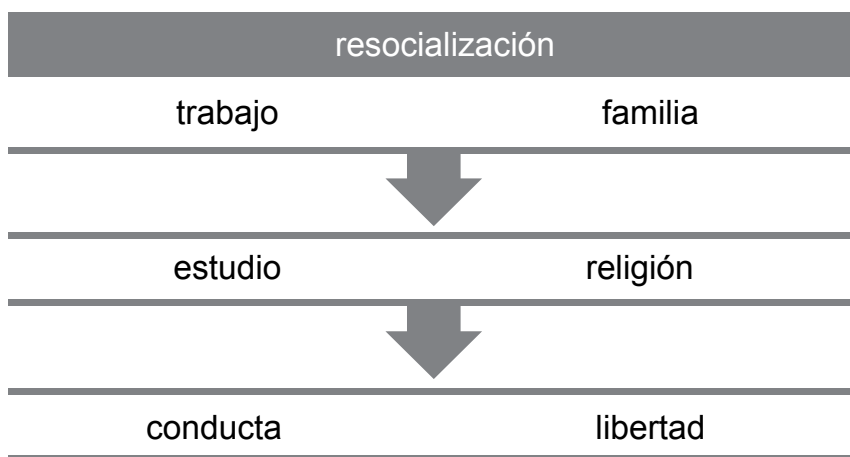 resocialización
trabajo familia
estudio religión
conducta libertad